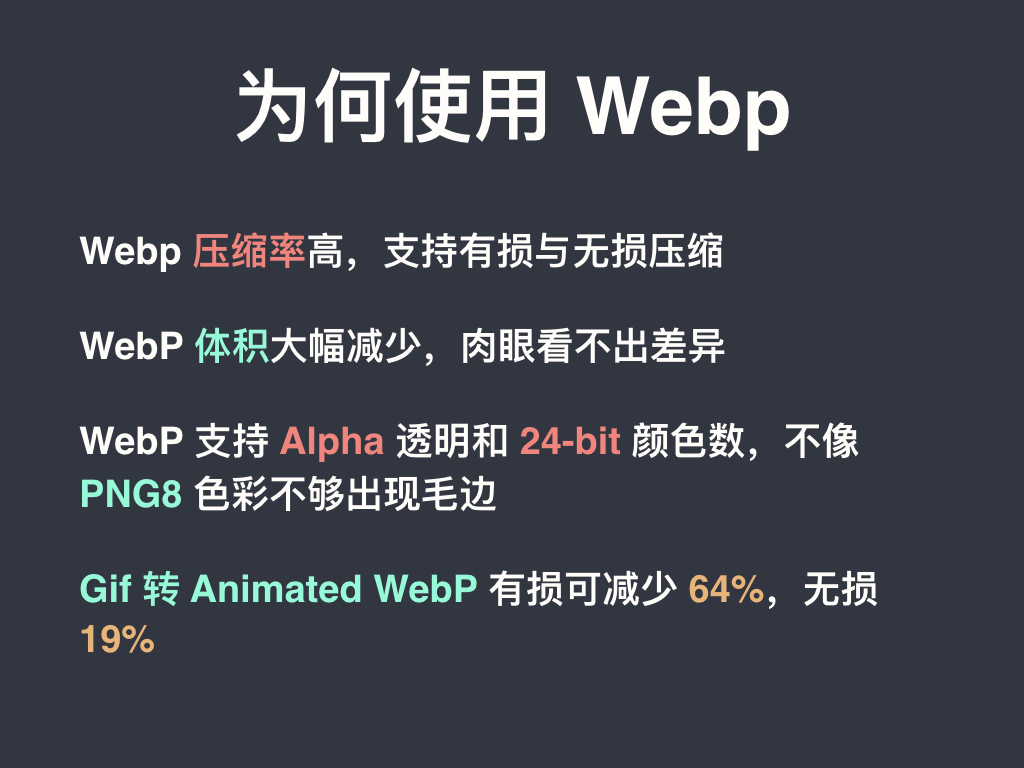 为何使用 Webp
Webp 压缩率高，支持有损与无损压缩
WebP 体积大幅减少，肉眼看不出差异
WebP 支持 Alpha 透明和 24-bit 颜色数，不像
PNG8 色彩不够出现毛边
Gif 转 Animated WebP 有损可减少 64%，无损
19%